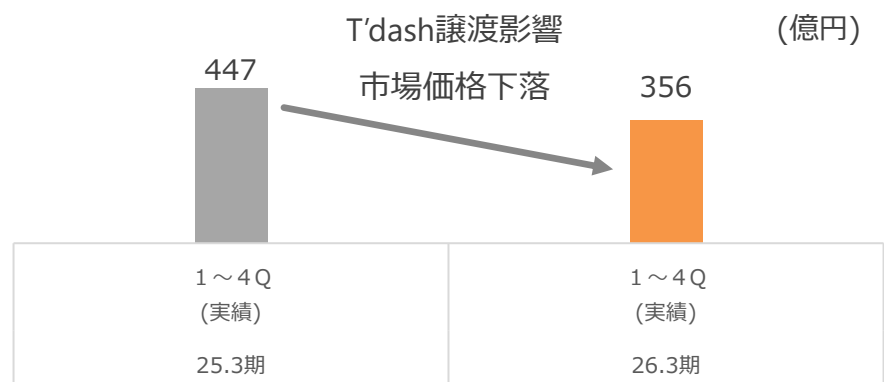 T’dash譲渡影響
(億円)
447
市場価格下落
356
1～4Q
(実績)
25.3期
1～4Q
(実績)
26.3期